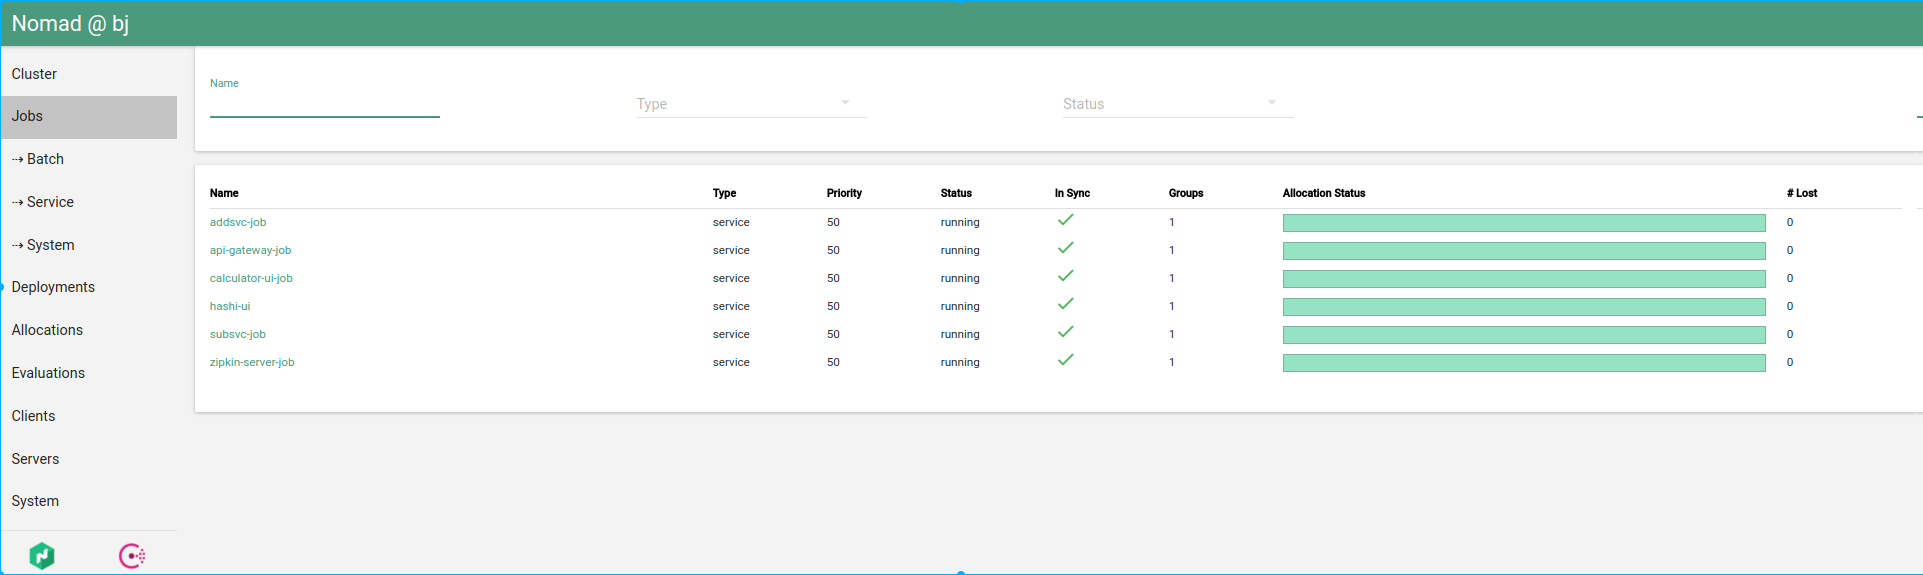 Nomad @ bj
Cluster
Jobs
⇢ Batch
⇢ Service
⇢ System
Deployments
Allocations
Evaluations
Clients
Servers
System
Name
Type
Status
Name Type Priority Status In Sync Groups Allocation Status # Lost
addsvc-job service 50 running 1 0
api-gateway-job service 50 running 1 0
calculator-ui-job service 50 running 1 0
hashi-ui service 50 running 1 0
subsvc-job service 50 running 1 0
zipkin-server-job service 50 running 1 0